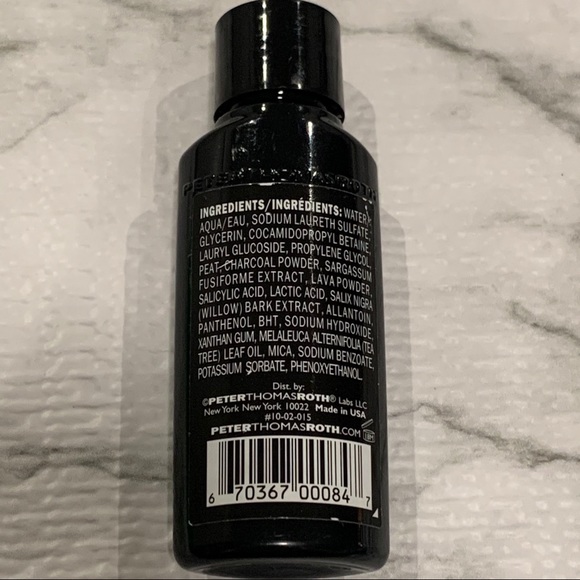 PETER THOMAS ROTH
INGREDIENTS/INGRÉDIENTS: WATER/
AQUA/EAU, SODIUM LAURETH SULFATE,
GLYCERIN, COCAMIDOPROPYL BETAINE,
LAURYL GLUCOSIDE, PROPYLENE GLYCOL,
PEAT, CHARCOAL POWDER, SARGASSUM
FUSIFORME EXTRACT, LAVA POWDER,
SALICYLIC ACID, LACTIC ACID, SALIX NIGRA
(WILLOW) BARK EXTRACT, ALLANTOIN,
PANTHENOL, BHT, SODIUM HYDROXIDE,
XANTHAN GUM, MELALEUCA ALTERNIFOLIA (TEA
TREE) LEAF OIL, MICA, SODIUM BENZOATE,
POTASSIUM SORBATE, PHENOXYETHANOL.
Dist. by:
©PETERTHOMASROTH® Labs LLC
New York New York 10022 Made in USA
#10-02-015
PETERTHOMASROTH.COM
6 70367 00084 7